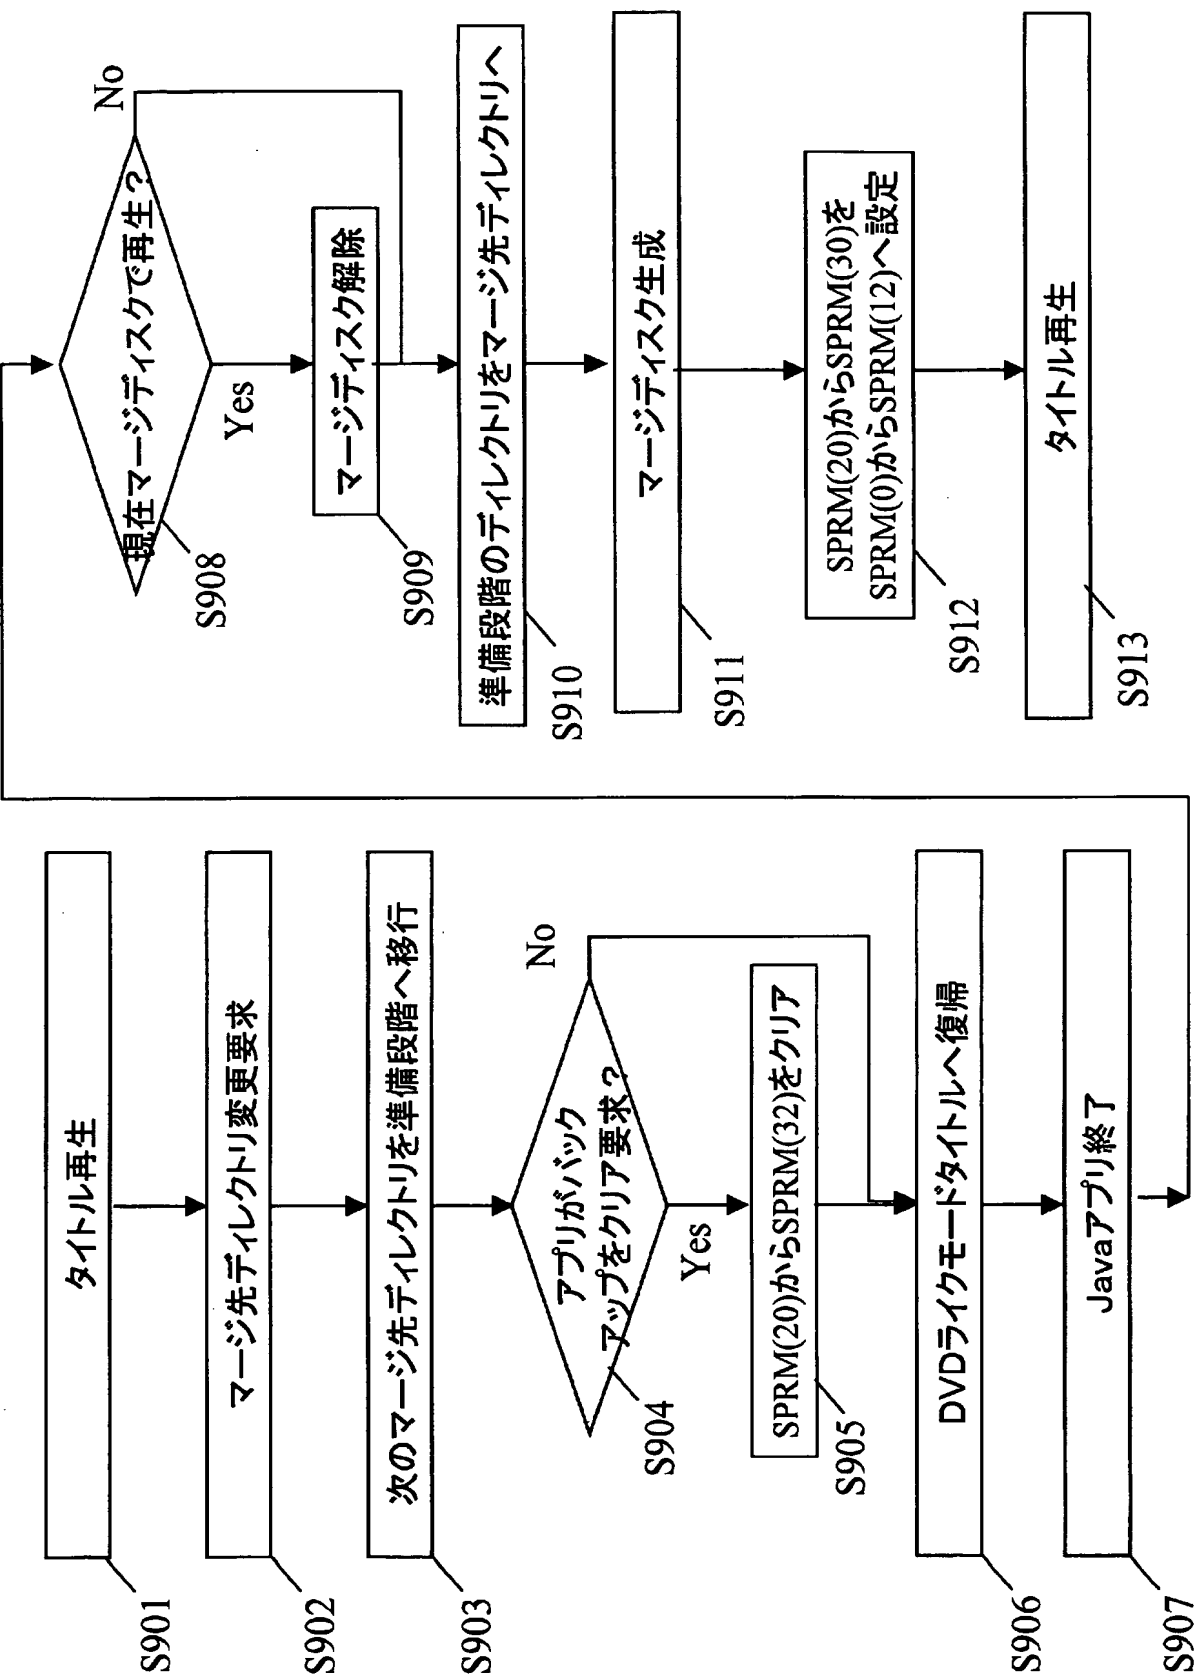 タイトル再生
S901
マージ先ディレクトリ変更要求
S902
次のマージ先ディレクトリを準備段階へ移行
S903
アプリがバック
アップをクリア要求？
No
Yes
S904
SPRM(20)からSPRM(32)をクリア
S905
DVDライクモードタイトルへ復帰
S906
Javaアプリ終了
S907
現在マージディスクで再生？
No
Yes
S908
マージディスク解除
S909
準備段階のディレクトリをマージ先ディレクトリへ
S910
マージディスク生成
S911
SPRM(20)からSPRM(30)を
SPRM(0)からSPRM(12)へ設定
S912
タイトル再生
S913